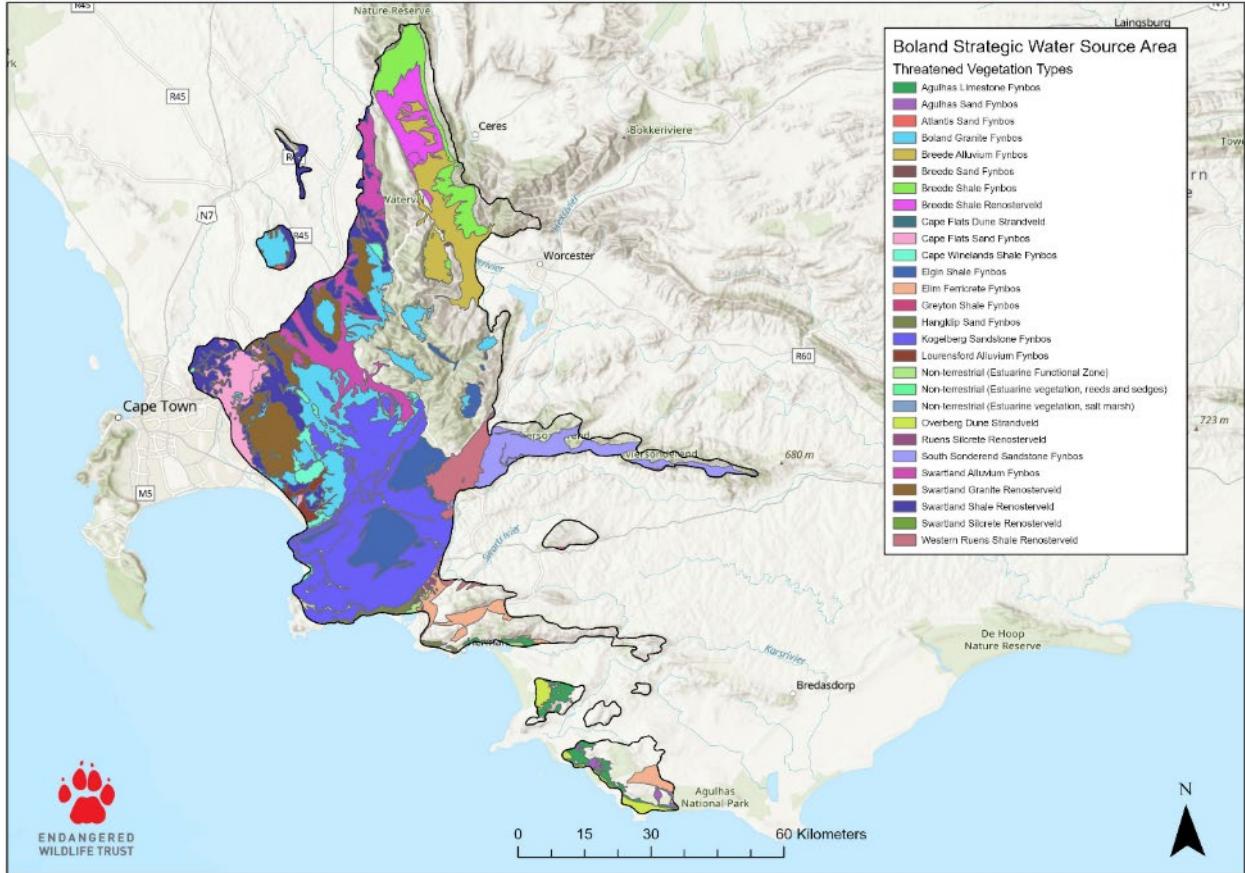 Nature Reserve
Laingsburg
N1
R45
R45
Ceres
Bokkeriviere
Tow
Waterval
N7
R45
Worcester
R60
Cape Town
M5
viersonderend
680 m
723 m
Swartrivier
Karsrivier
De Hoop
Nature Reserve
Bredasdorp
Agulhas
National Park
Boland Strategic Water Source Area
Threatened Vegetation Types
Agulhas Limestone Fynbos
Agulhas Sand Fynbos
Atlantis Sand Fynbos
Boland Granite Fynbos
Breede Alluvium Fynbos
Breede Sand Fynbos
Breede Shale Fynbos
Breede Shale Renosterveld
Cape Flats Dune Strandveld
Cape Flats Sand Fynbos
Cape Winelands Shale Fynbos
Elgin Shale Fynbos
Elim Ferricrete Fynbos
Greyton Shale Fynbos
Hangklip Sand Fynbos
Kogelberg Sandstone Fynbos
Lourensford Alluvium Fynbos
Non-terrestrial (Estuarine Functional Zone)
Non-terrestrial (Estuarine vegetation, reeds and sedges)
Non-terrestrial (Estuarine vegetation, salt marsh)
Overberg Dune Strandveld
Ruens Silcrete Renosterveld
South Sonderend Sandstone Fynbos
Swartland Alluvium Fynbos
Swartland Granite Renosterveld
Swartland Shale Renosterveld
Swartland Silcrete Renosterveld
Western Ruens Shale Renosterveld
ENDANGERED
WILDLIFE TRUST
0 15 30 60 Kilometers
N